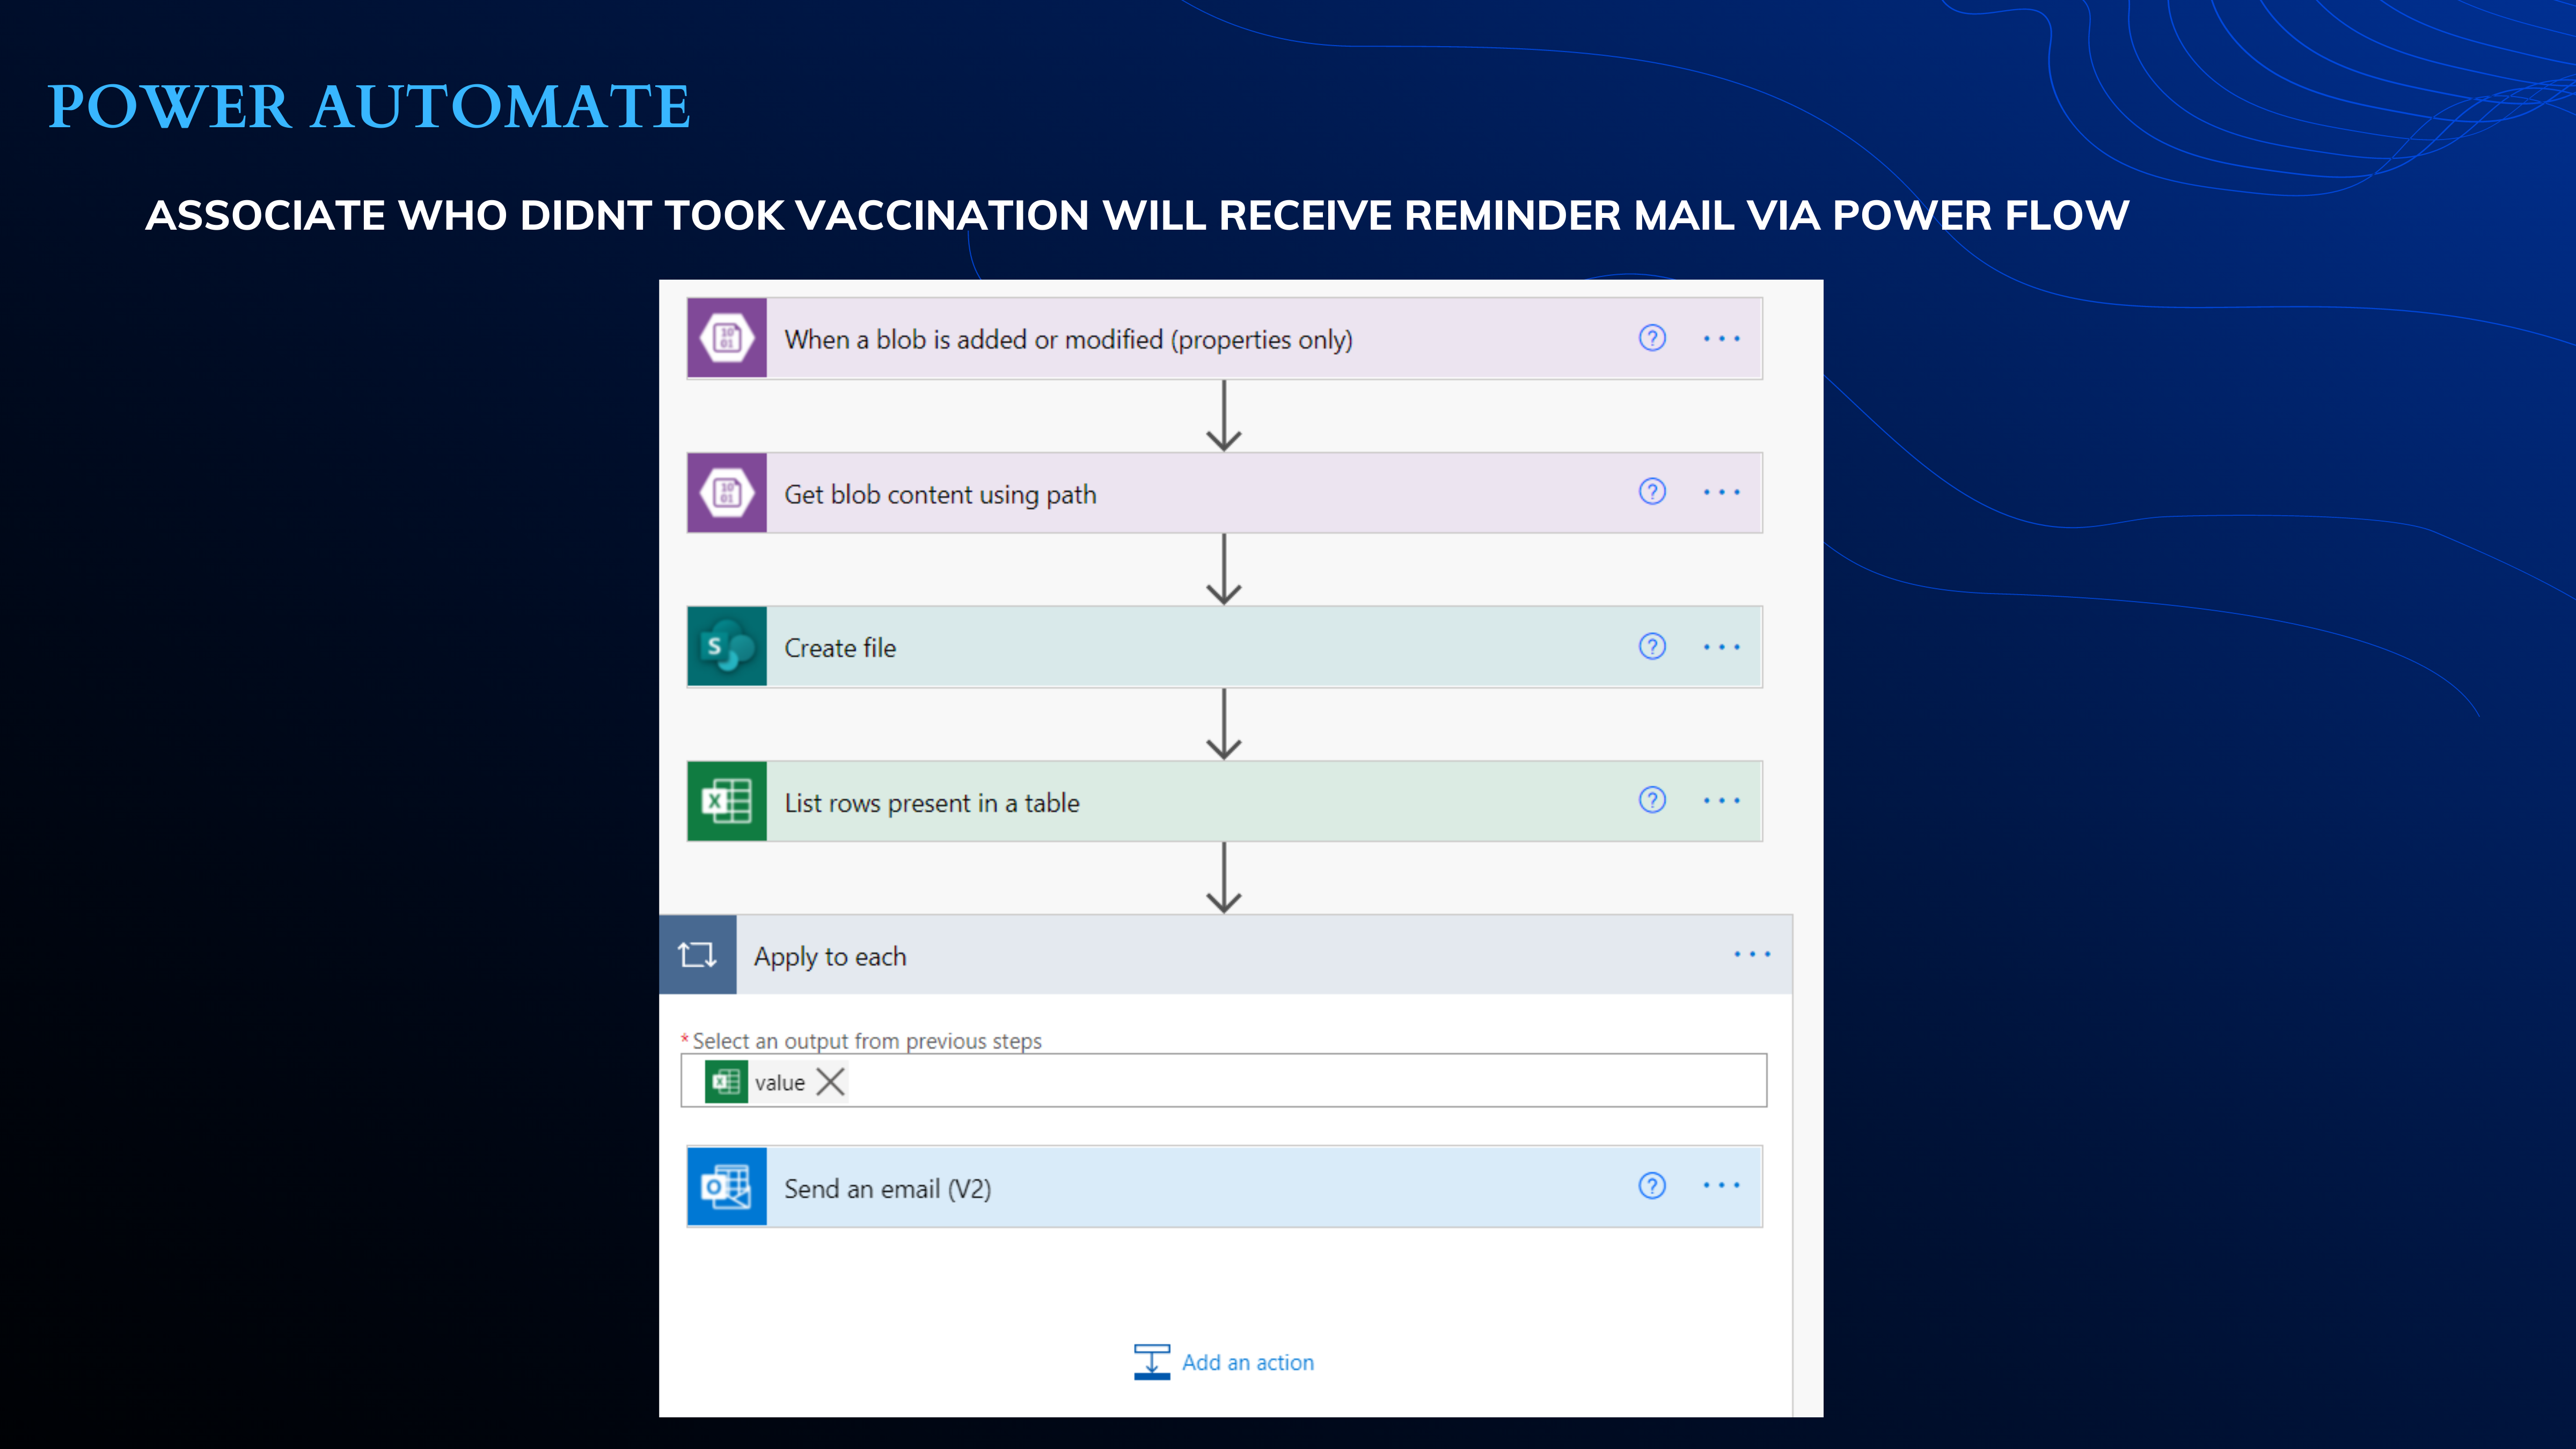 POWER AUTOMATE
ASSOCIATE WHO DIDNT TOOK VACCINATION WILL RECEIVE REMINDER MAIL VIA POWER FLOW
When a blob is added or modified (properties only)
Get blob content using path
Create file
List rows present in a table
Apply to each
* Select an output from previous steps
value
Send an email (V2)
Add an action